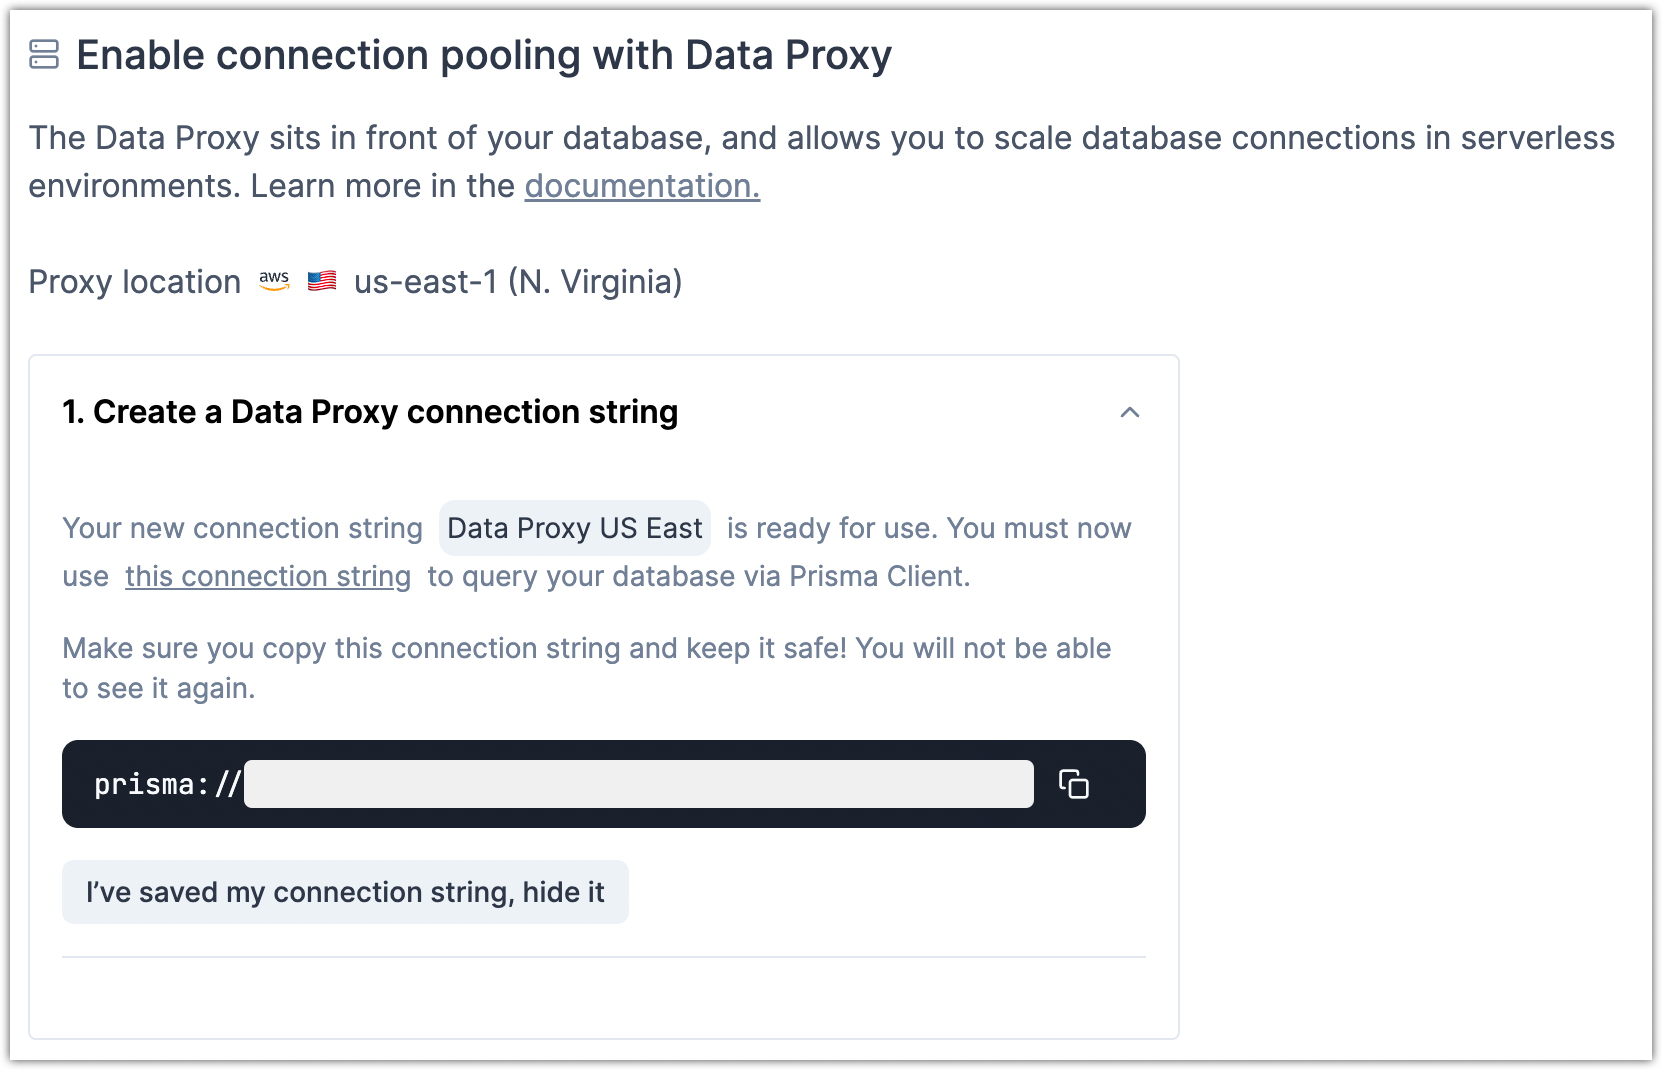 Enable connection pooling with Data Proxy
The Data Proxy sits in front of your database, and allows you to scale database connections in serverless
environments. Learn more in the documentation.
Proxy location aws us-east-1 (N. Virginia)
1. Create a Data Proxy connection string
Your new connection string Data Proxy US East is ready for use. You must now
use this connection string to query your database via Prisma Client.
Make sure you copy this connection string and keep it safe! You will not be able
to see it again.
prisma://
I’ve saved my connection string, hide it